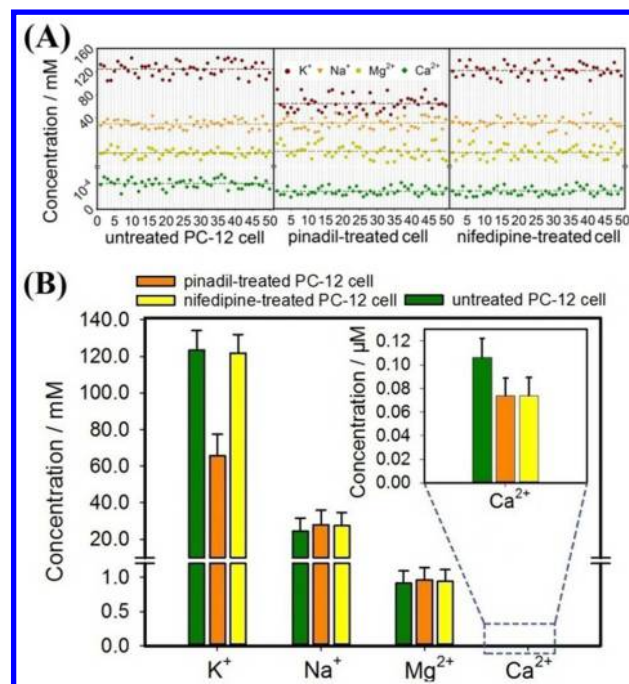 (A)
160
120
80
40
10⁻⁴
0
Concentration / mM
K⁺ Na⁺ Mg²⁺ Ca²⁺
0 5 10 15 20 25 30 35 40 45 50
5 10 15 20 25 30 35 40 45 50
5 10 15 20 25 30 35 40 45 50
untreated PC-12 cell
pinadil-treated cell
nifedipine-treated cell
(B)
pinadil-treated PC-12 cell
nifedipine-treated PC-12 cell
untreated PC-12 cell
140.0
120.0
100.0
80.0
60.0
40.0
20.0
1.0
0.5
0.0
Concentration / mM
0.12
0.10
0.08
0.06
0.04
0.02
0.00
Concentration / µM
Ca²⁺
K⁺ Na⁺ Mg²⁺ Ca²⁺